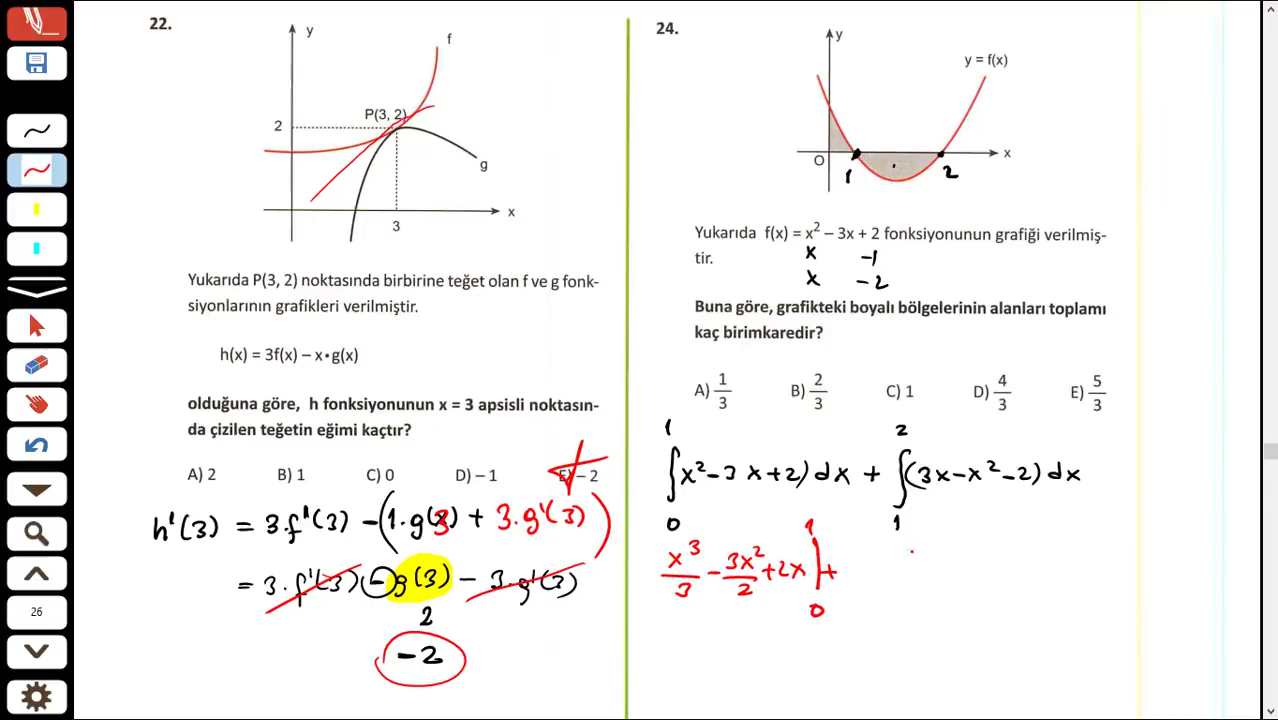 22.
y
f
P(3, 2)
2
g
x
3
Yukarıda P(3, 2) noktasında birbirine teğet olan f ve g fonk-
siyonlarının grafikleri verilmiştir.
h(x) = 3f(x) – x•g(x)
olduğuna göre, h fonksiyonunun x = 3 apsisli noktasın-
da çizilen teğetin eğimi kaçtır?
A) 2 B) 1 C) 0 D) – 1 E) – 2
h'(3) = 3.f'(3) – (1.g(3) + 3.g'(3))
= 3.f'(3) – g(3) – 3.g'(3)
2
–2
24.
y
y = f(x)
O
x
1
2
Yukarıda f(x) = x² – 3x + 2 fonksiyonunun grafiği verilmiş-
tir.
x –1
x –2
Buna göre, grafikteki boyalı bölgelerinin alanları toplamı
kaç birimkaredir?
A) 1/3 B) 2/3 C) 1 D) 4/3 E) 5/3
1 2
∫x²–3x+2)dx + ∫(3x–x²–2)dx
0 1
x³/3 – 3x²/2 + 2x |₀¹ +
26